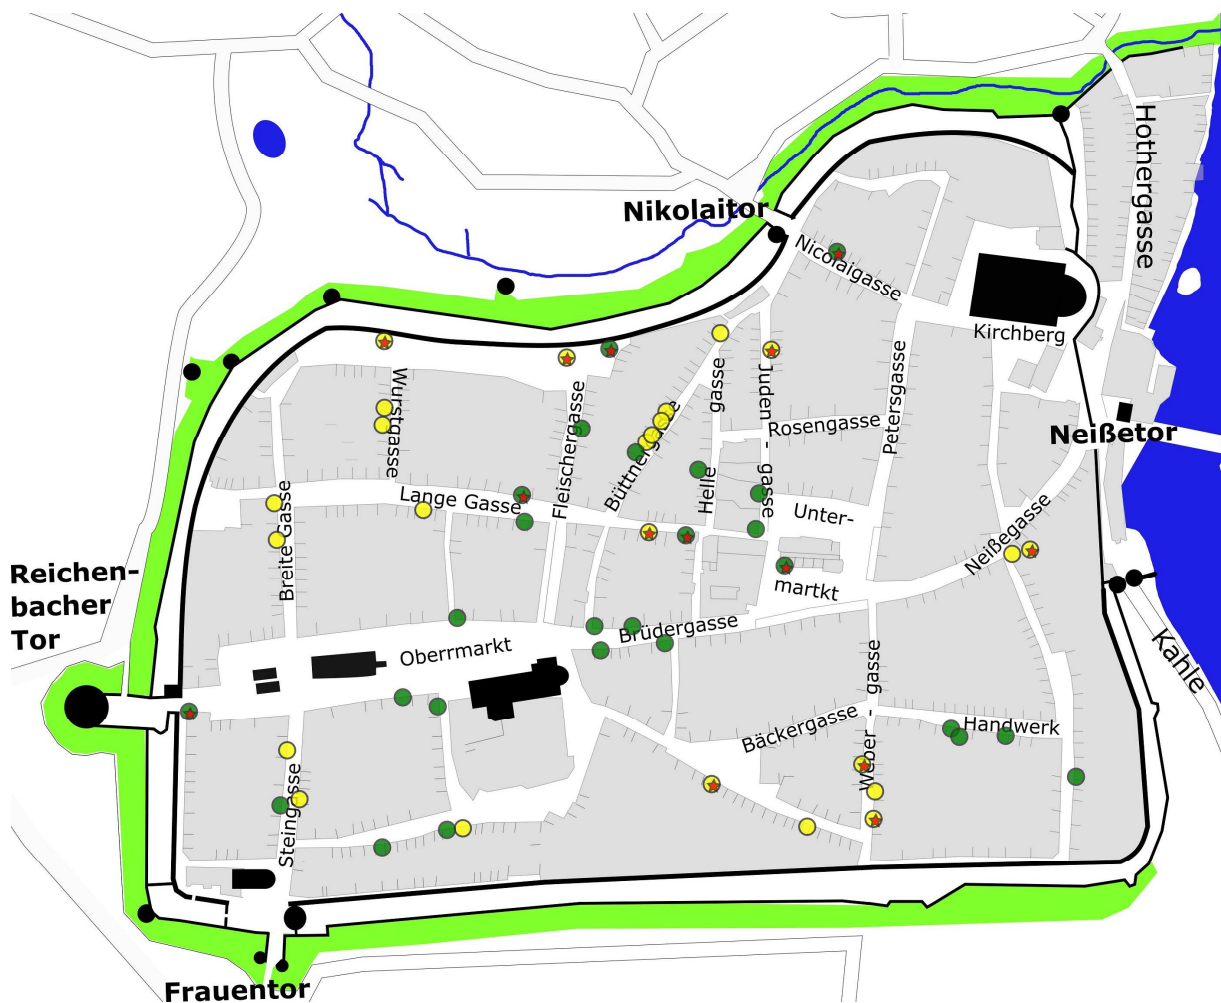 Hothergasse
Nikolaitor
Nicolaigasse
Kirchberg
Wurstgasse
Fleischergasse
Büttnergasse
gasse
Helle
Juden - gasse
Rosengasse
Petersgasse
Neißetor
Lange Gasse
Breite Gasse
Unter-
martkt
Neißegasse
Reichen-
bacher
Tor
Oberrmarkt
Brüdergasse
Kahle
Weber - gasse
Bäckergasse
Handwerk
Steingasse
Frauentor